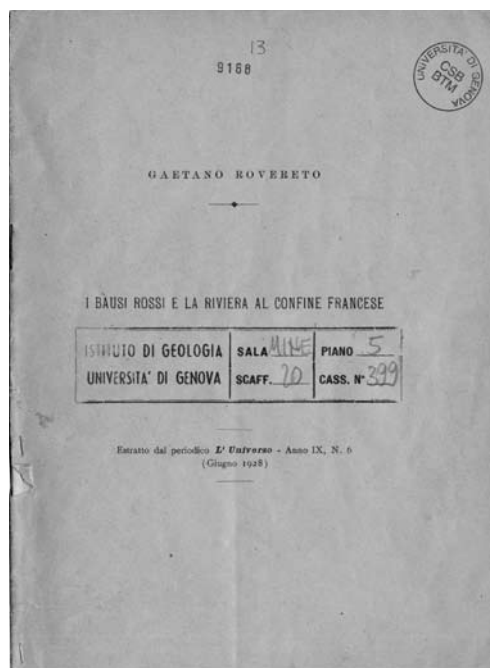 13
9168
UNIVERSITA' DI GENOVA
CSB
BTM
GAETANO ROVERETO
I BÀUSI ROSSI E LA RIVIERA AL CONFINE FRANCESE
ISTITUTO DI GEOLOGIA
UNIVERSITA' DI GENOVA
SALA MINE
SCAFF. 20
PIANO 5
CASS. N° 399
Estratto dal periodico L' Universo - Anno IX, N. 6
(Giugno 1928)